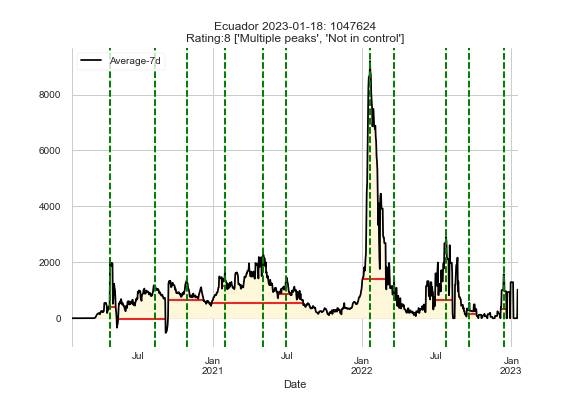 Ecuador 2023-01-18: 1047624
Rating:8 ['Multiple peaks', 'Not in control']
Average-7d
8000
6000
4000
2000
0
Jul
Jan
2021
Jul
Jan
2022
Jul
Jan
2023
Date